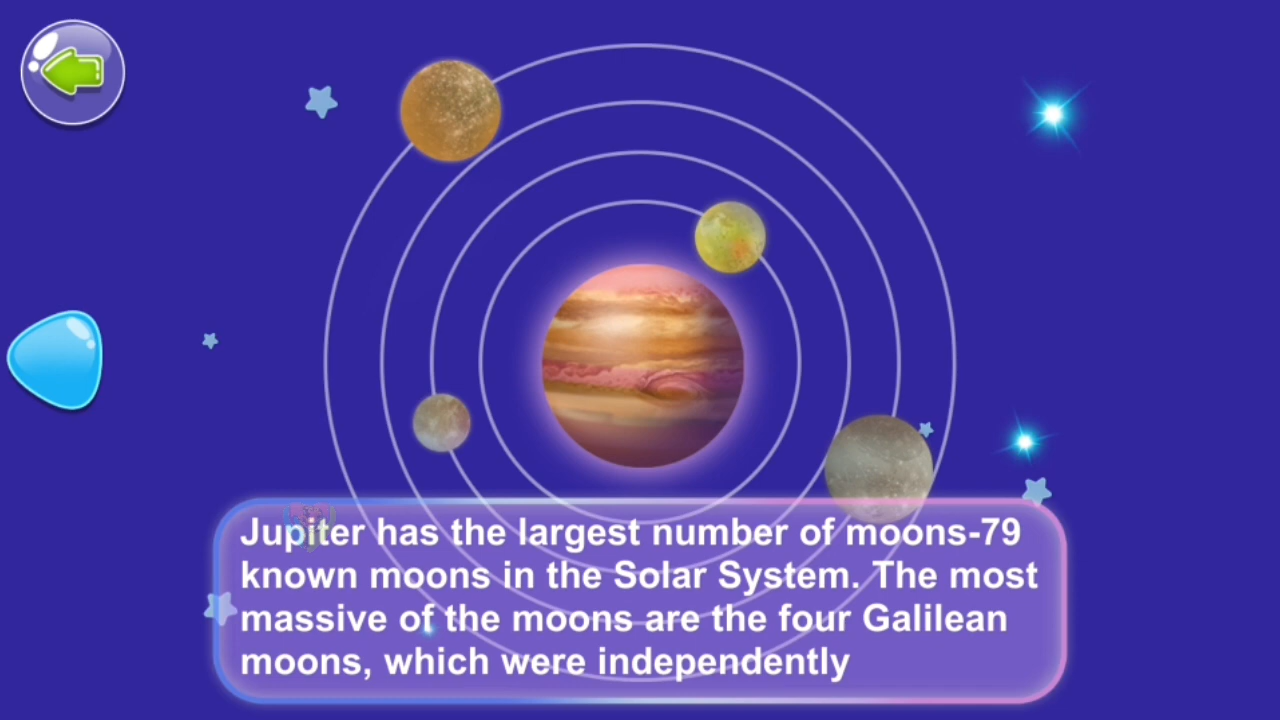 Jupiter has the largest number of moons-79
known moons in the Solar System. The most
massive of the moons are the four Galilean
moons, which were independently